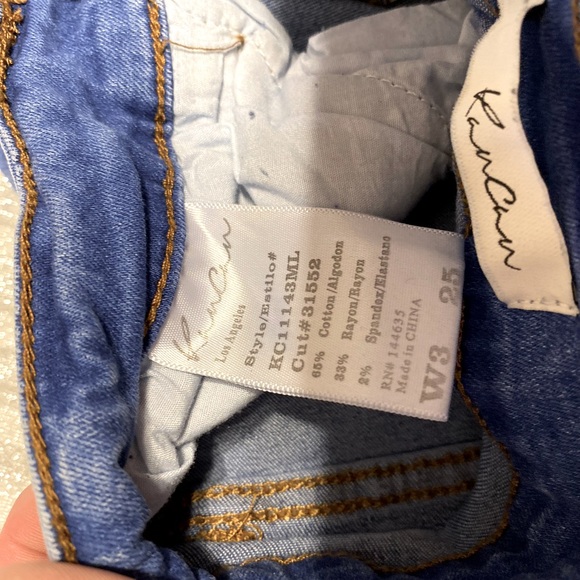 KanCan
Los Angeles
Style/Estilo#
KC11143ML
Cut#31552
65% Cotton/Algodon
33% Rayon/Rayon
2% Spandex/Elastano
RN# 144635
Made in CHINA
W3 25
KanCan